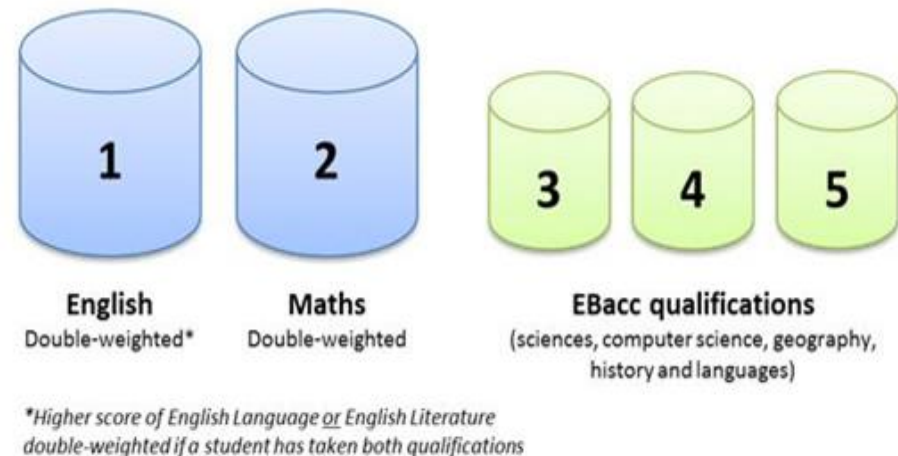 1
2
3
4
5
English
Double-weighted*
Maths
Double-weighted
EBacc qualifications
(sciences, computer science, geography,
history and languages)
*Higher score of English Language or English Literature
double-weighted if a student has taken both qualifications